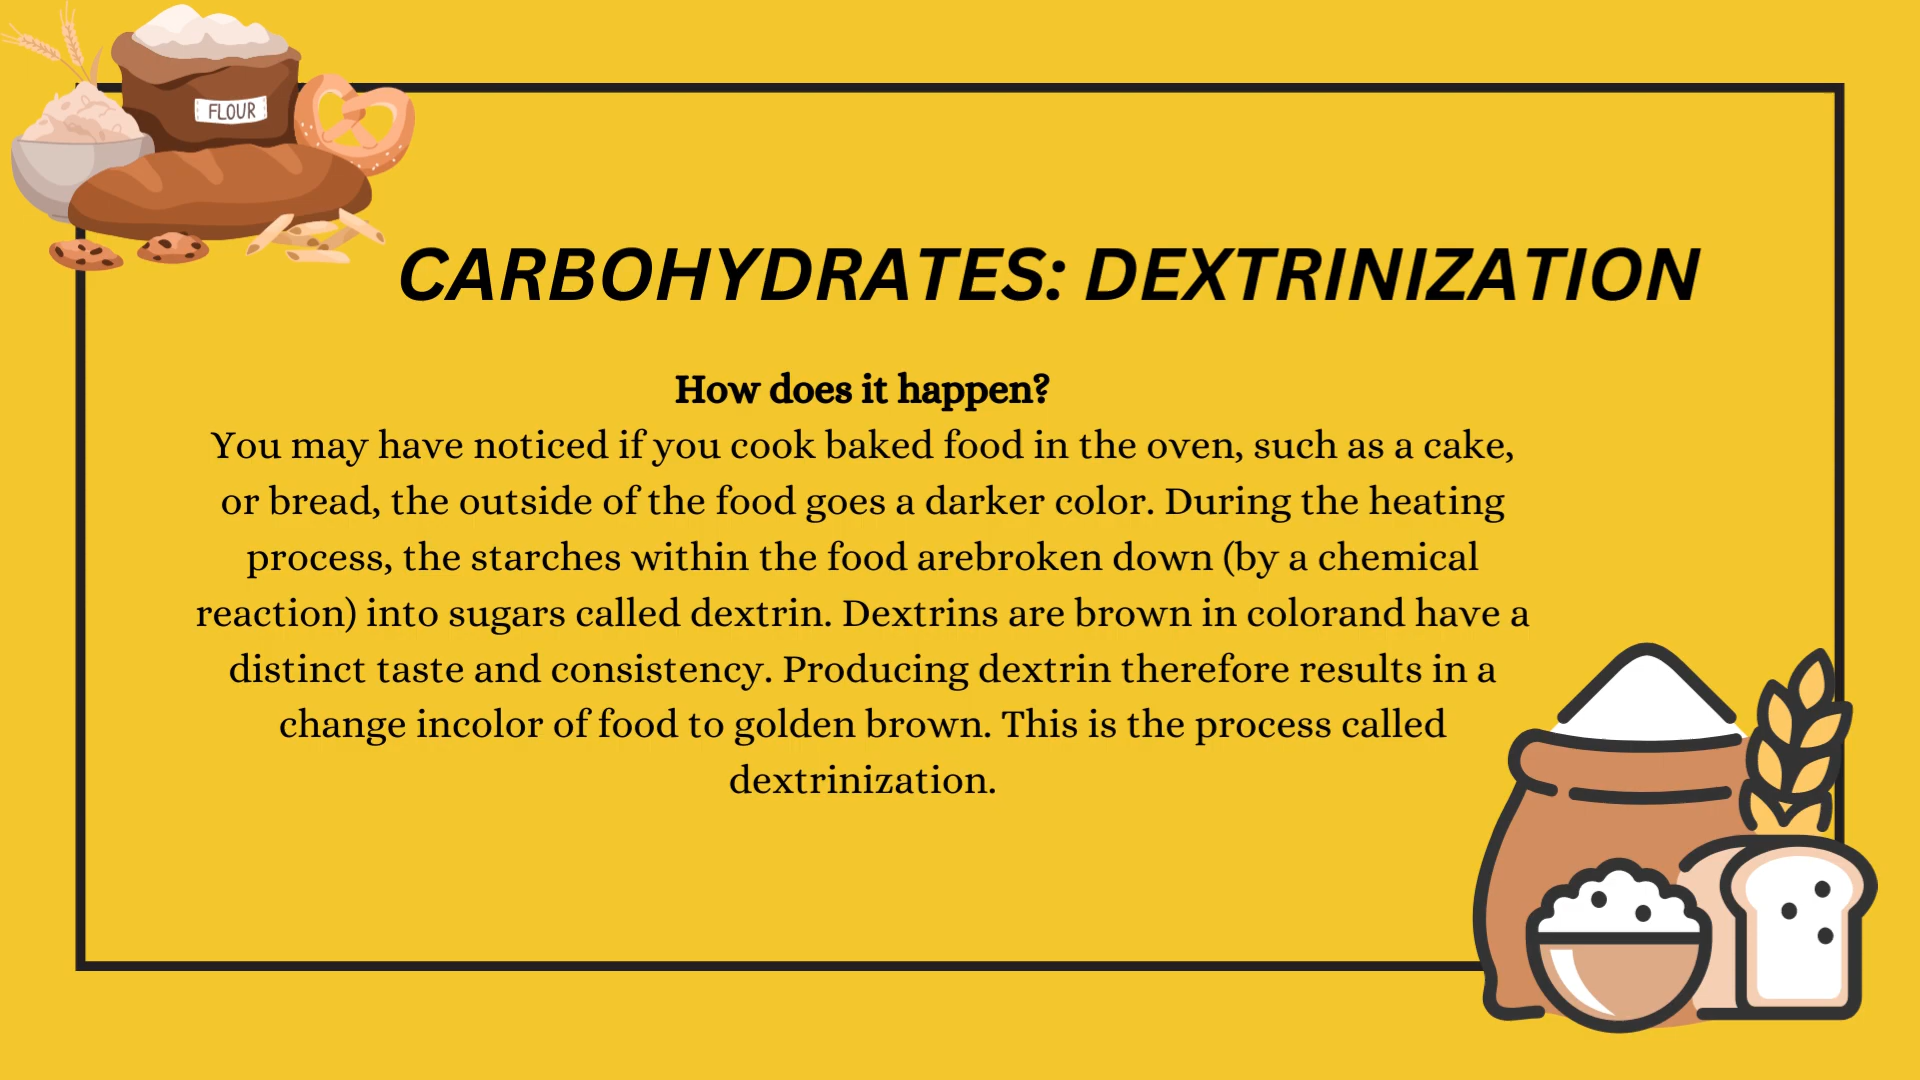 FLOUR
CARBOHYDRATES: DEXTRINIZATION
How does it happen?
You may have noticed if you cook baked food in the oven, such as a cake,
or bread, the outside of the food goes a darker color. During the heating
process, the starches within the food arebroken down (by a chemical
reaction) into sugars called dextrin. Dextrins are brown in colorand have a
distinct taste and consistency. Producing dextrin therefore results in a
change incolor of food to golden brown. This is the process called
dextrinization.